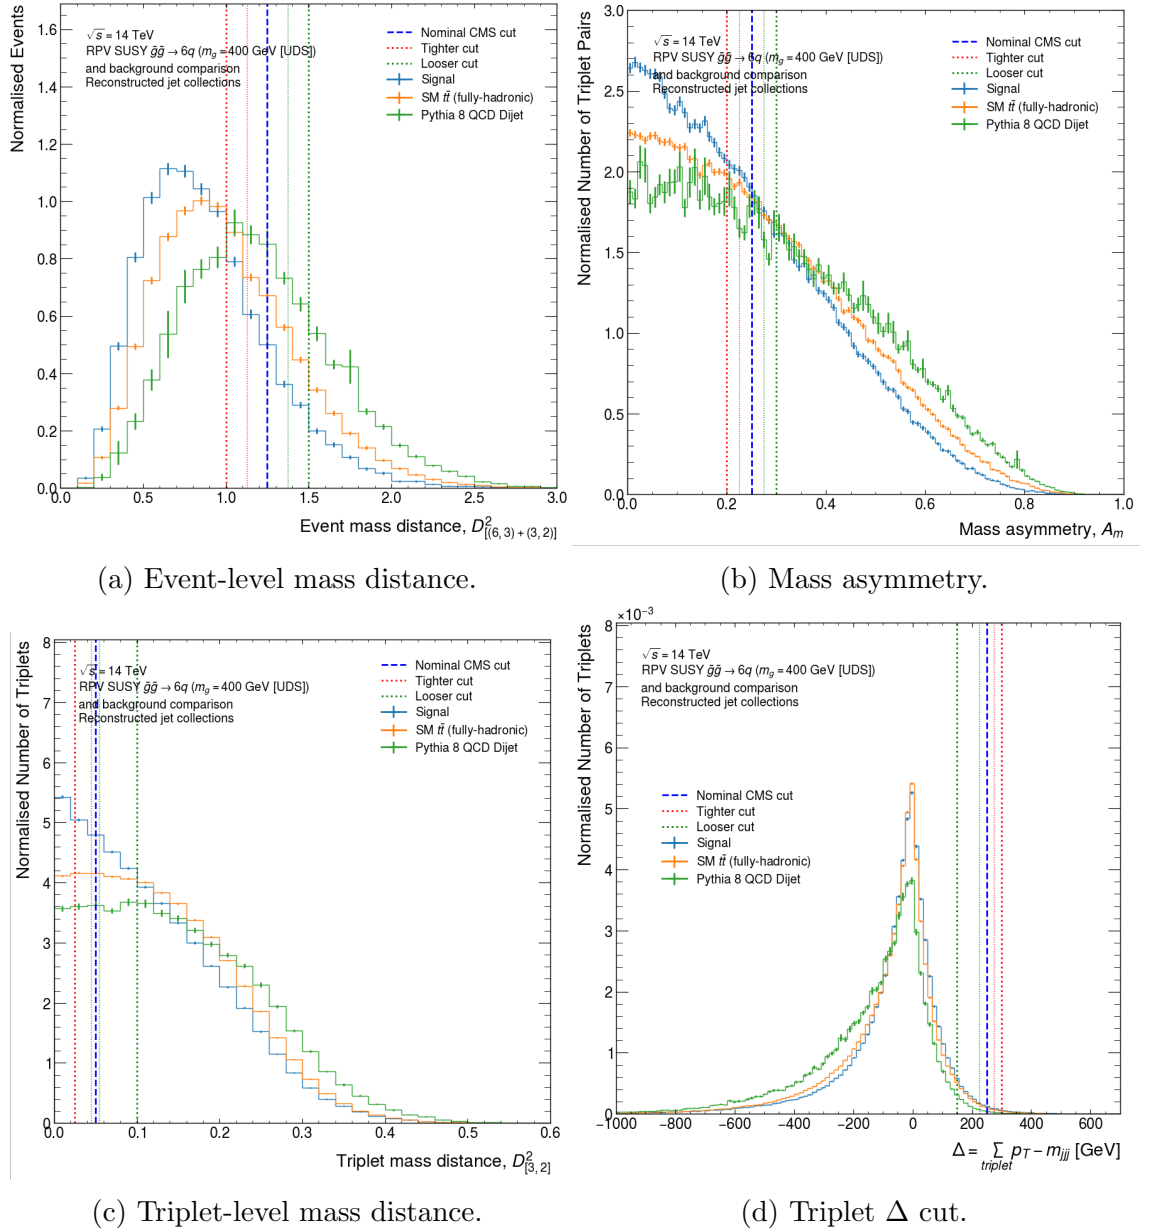 Normalised Events
1.6
1.4
1.2
1.0
0.8
0.6
0.4
0.2
0.0
√s = 14 TeV
RPV SUSY g̃g̃ → 6q (m_g̃ = 400 GeV [UDS])
and background comparison
Reconstructed jet collections
Nominal CMS cut
Tighter cut
Looser cut
Signal
SM tt̄ (fully-hadronic)
Pythia 8 QCD Dijet
0.0 0.5 1.0 1.5 2.0 2.5 3.0
Event mass distance, D²[(6, 3) + (3, 2)]
(a) Event-level mass distance.
Normalised Number of Triplet Pairs
3.0
2.5
2.0
1.5
1.0
0.5
0.0
√s = 14 TeV
RPV SUSY g̃g̃ → 6q (m_g̃ = 400 GeV [UDS])
and background comparison
Reconstructed jet collections
Nominal CMS cut
Tighter cut
Looser cut
Signal
SM tt̄ (fully-hadronic)
Pythia 8 QCD Dijet
0.0 0.2 0.4 0.6 0.8 1.0
Mass asymmetry, A_m
(b) Mass asymmetry.
Normalised Number of Triplets
8
7
6
5
4
3
2
1
0
√s = 14 TeV
RPV SUSY g̃g̃ → 6q (m_g̃ = 400 GeV [UDS])
and background comparison
Reconstructed jet collections
Nominal CMS cut
Tighter cut
Looser cut
Signal
SM tt̄ (fully-hadronic)
Pythia 8 QCD Dijet
0.0 0.1 0.2 0.3 0.4 0.5 0.6
Triplet mass distance, D²[3, 2]
(c) Triplet-level mass distance.
×10⁻³
Normalised Number of Triplets
8
7
6
5
4
3
2
1
0
√s = 14 TeV
RPV SUSY g̃g̃ → 6q (m_g̃ = 400 GeV [UDS])
and background comparison
Reconstructed jet collections
Nominal CMS cut
Tighter cut
Looser cut
Signal
SM tt̄ (fully-hadronic)
Pythia 8 QCD Dijet
−1000 −800 −600 −400 −200 0 200 400 600
Δ = Σ p_T − m_jjj [GeV]
triplet
(d) Triplet Δ cut.